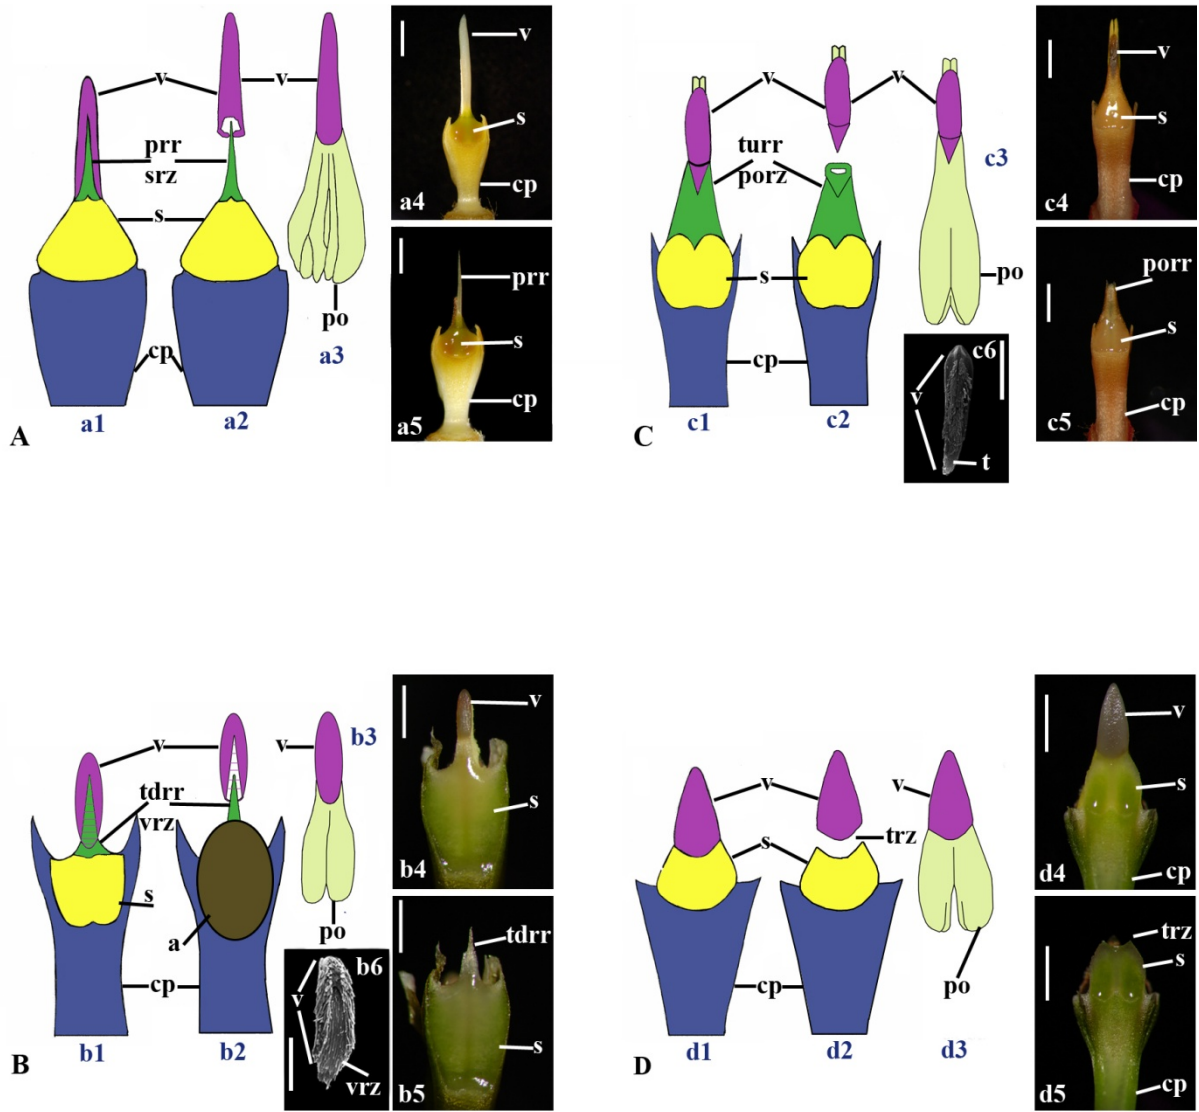 v
v
prr
srz
s
po
cp
a1
a2
a3
A
v
s
cp
a4
prr
s
cp
a5
v
v
turr
porz
c3
s
po
cp
c1
c2
C
c6
v
t
v
c4
s
cp
porr
s
cp
c5
v
v
b3
tdrr
vrz
s
a
po
cp
b1
b2
B
b6
v
vrz
v
s
b4
tdrr
s
b5
v
v
trz
s
cp
po
d1
d2
d3
D
v
s
d4
cp
trz
s
d5
cp